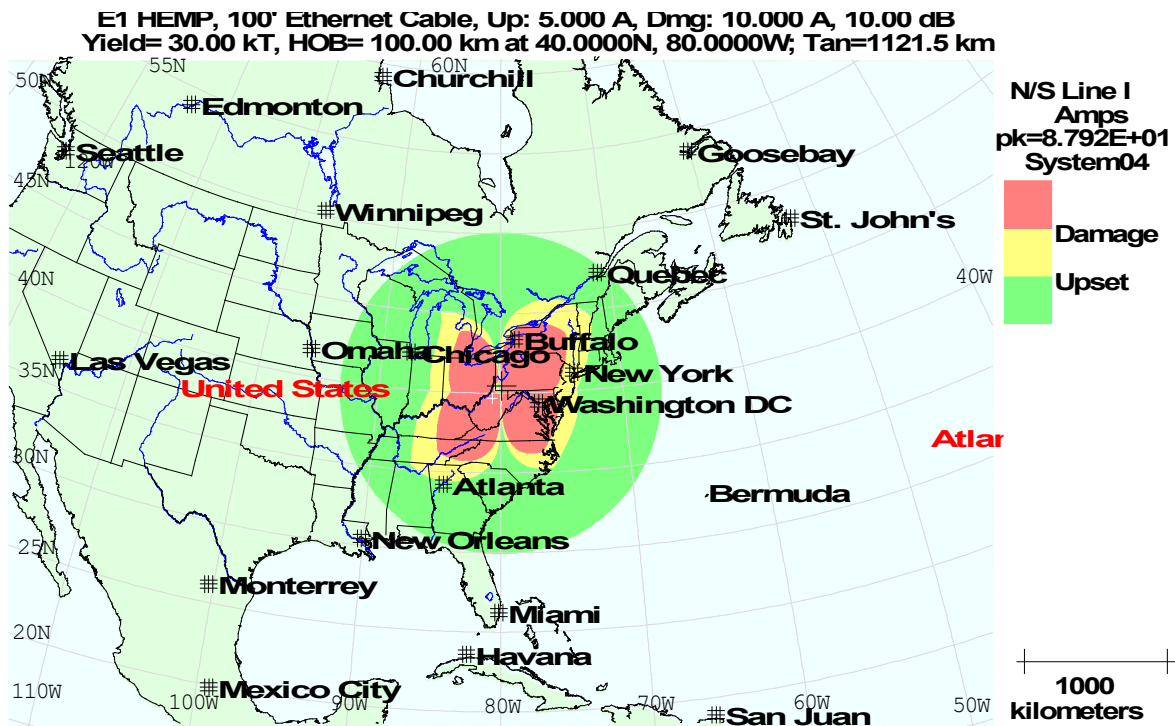 E1 HEMP, 100' Ethernet Cable, Up: 5.000 A, Dmg: 10.000 A, 10.00 dB
Yield= 30.00 kT, HOB= 100.00 km at 40.0000N, 80.0000W; Tan=1121.5 km
50N
55N
60N
Churchill
Edmonton
Seattle
120W
Goosebay
45N
Winnipeg
St. John's
40N
Quebec
40W
35N
Las Vegas
Omaha
Chicago
Buffalo
United States
New York
Washington DC
Atlan
30N
Atlanta
Bermuda
New Orleans
25N
Monterrey
Miami
20N
Havana
110W
100W
Mexico City
90W
80W
70W
60W
50W
San Juan
N/S Line I
Amps
pk=8.792E+01
System04
Damage
Upset
1000
kilometers